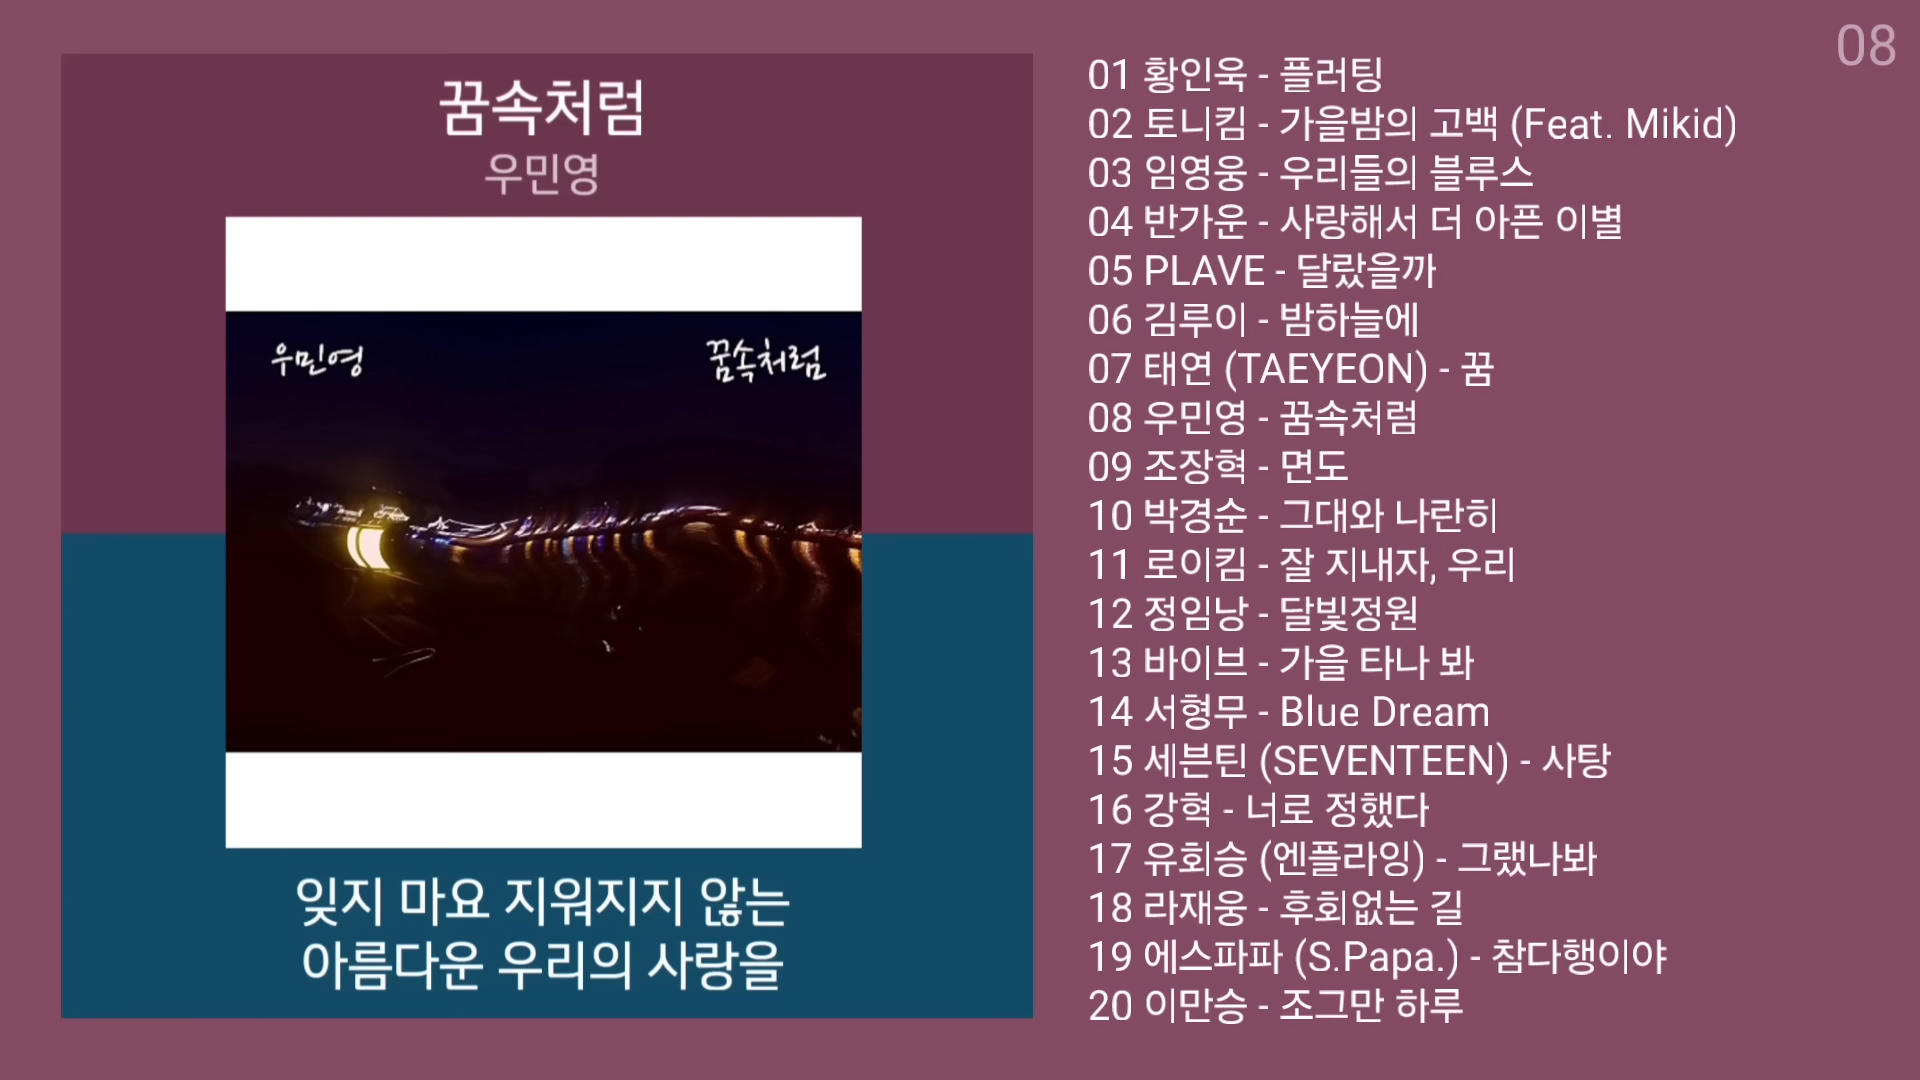 08
꿈속처럼
우민영
우민영
꿈속처럼
잊지 마요 지워지지 않는
아름다운 우리의 사랑을
01 황인욱 - 플러팅
02 토니킴 - 가을밤의 고백 (Feat. Mikid)
03 임영웅 - 우리들의 블루스
04 반가운 - 사랑해서 더 아픈 이별
05 PLAVE - 달랐을까
06 김루이 - 밤하늘에
07 태연 (TAEYEON) - 꿈
08 우민영 - 꿈속처럼
09 조장혁 - 면도
10 박경순 - 그대와 나란히
11 로이킴 - 잘 지내자, 우리
12 정임낭 - 달빛정원
13 바이브 - 가을 타나 봐
14 서형무 - Blue Dream
15 세븐틴 (SEVENTEEN) - 사탕
16 강혁 - 너로 정했다
17 유회승 (엔플라잉) - 그랬나봐
18 라재웅 - 후회없는 길
19 에스파파 (S.Papa.) - 참다행이야
20 이만승 - 조그만 하루